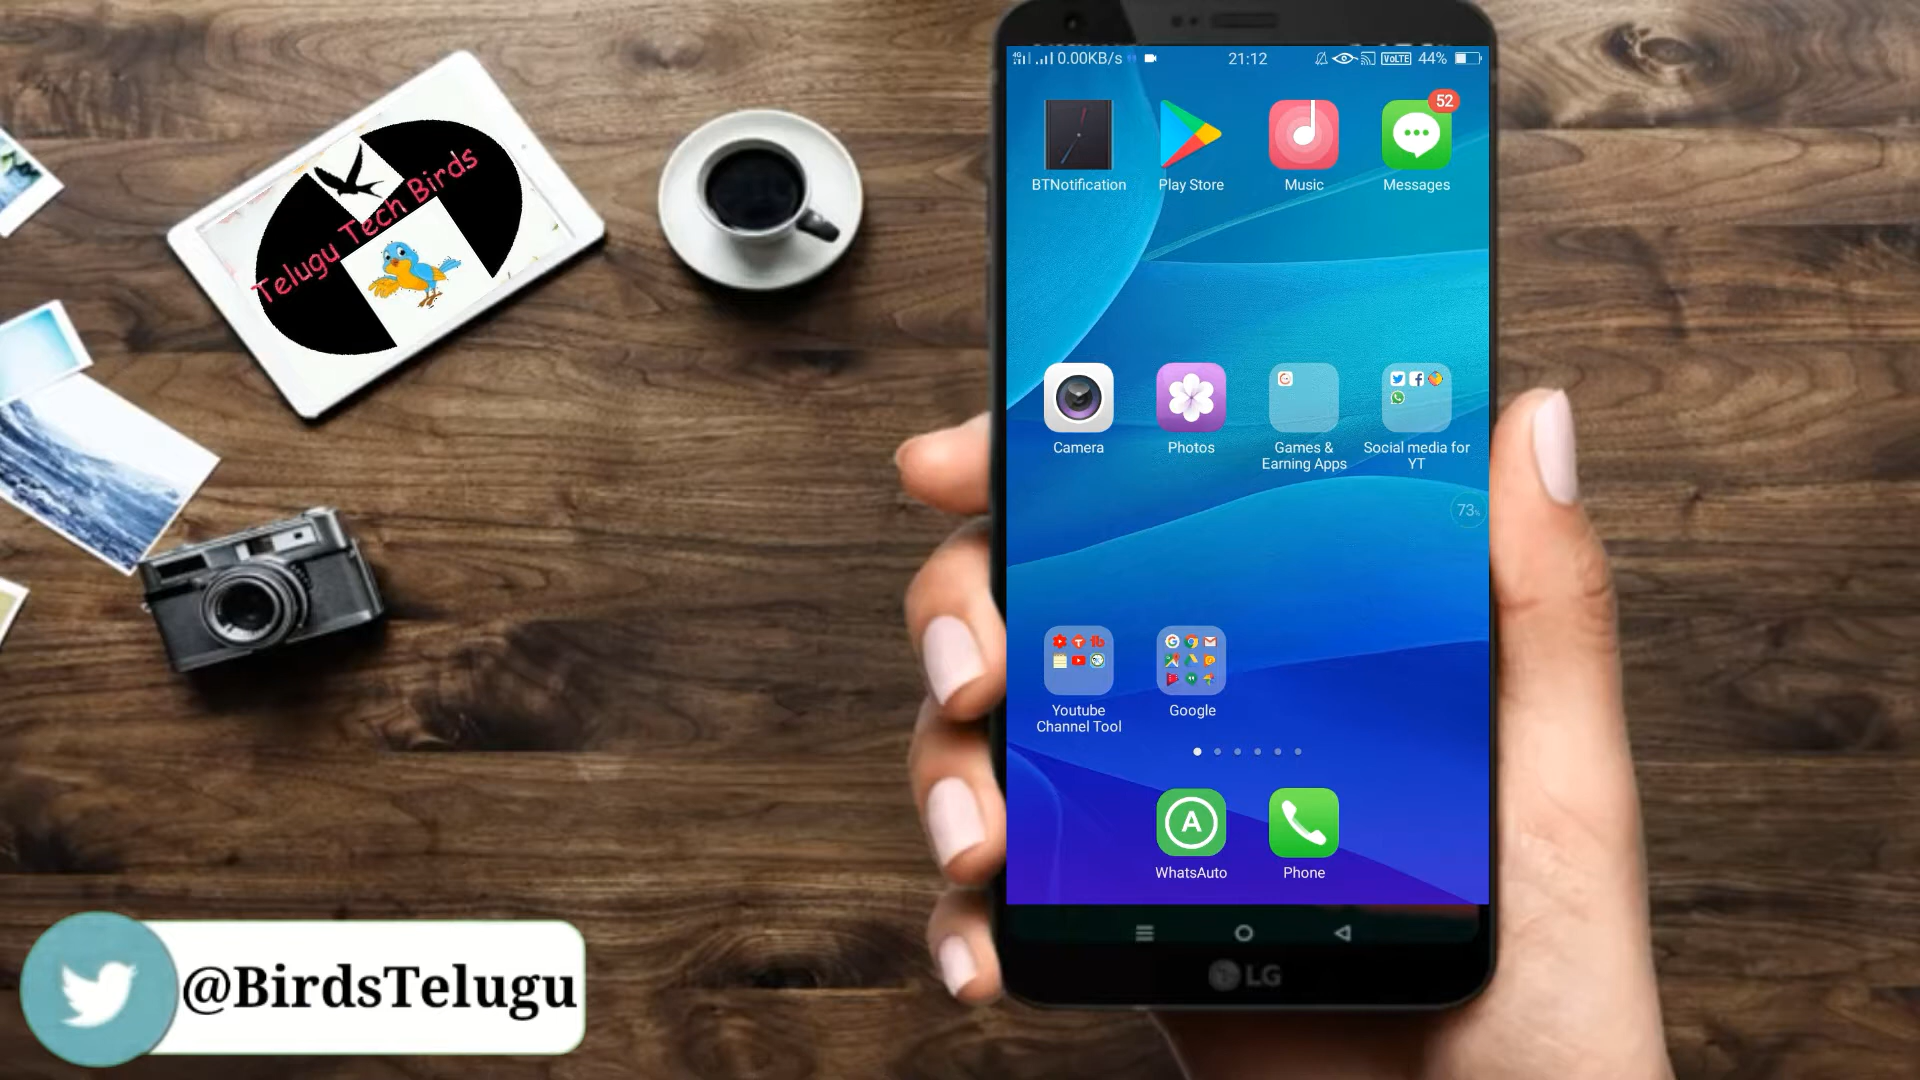 Telugu Tech Birds
0.00KB/s
21:12
VoLTE
44%
52
BTNotification
Play Store
Music
Messages
Camera
Photos
Games &
Earning Apps
Social media for
YT
73%
Youtube
Channel Tool
Google
A
WhatsAuto
Phone
LG
@BirdsTelugu